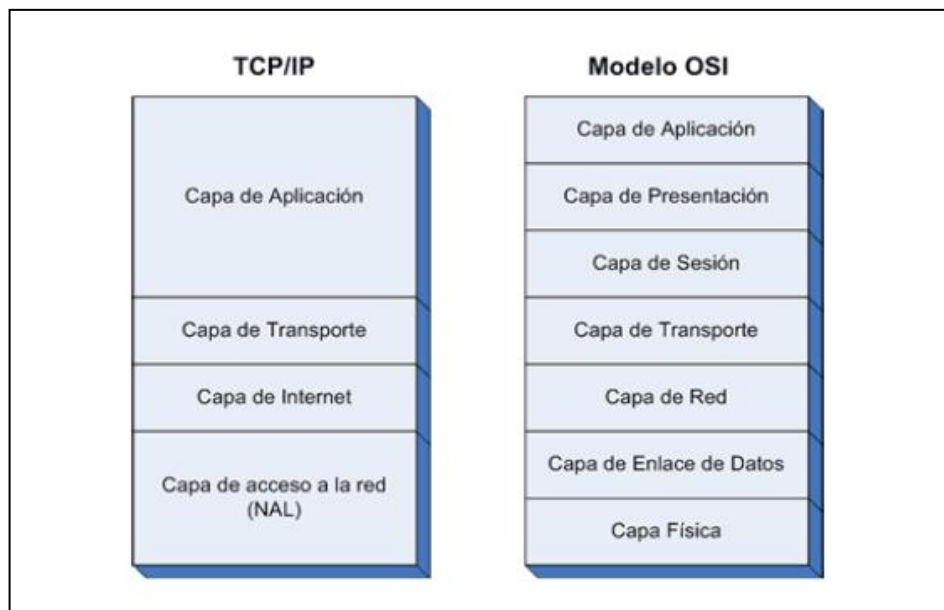 TCP/IP
Capa de Aplicación
Capa de Transporte
Capa de Internet
Capa de acceso a la red
(NAL)
Modelo OSI
Capa de Aplicación
Capa de Presentación
Capa de Sesión
Capa de Transporte
Capa de Red
Capa de Enlace de Datos
Capa Física